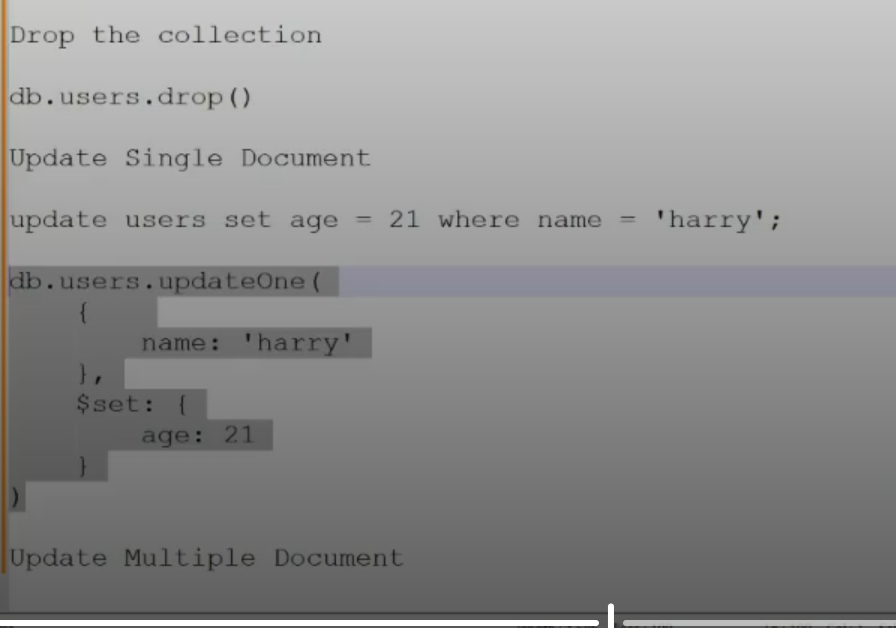 Drop the collection
db.users.drop()
Update Single Document
update users set age = 21 where name = 'harry';
db.users.updateOne(
{
name: 'harry'
},
$set: {
age: 21
}
)
Update Multiple Document